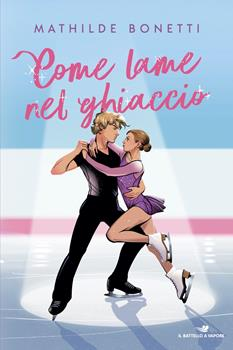 MATHILDE BONETTI
Come lame
nel ghiaccio
IL BATTELLO A VAPORE